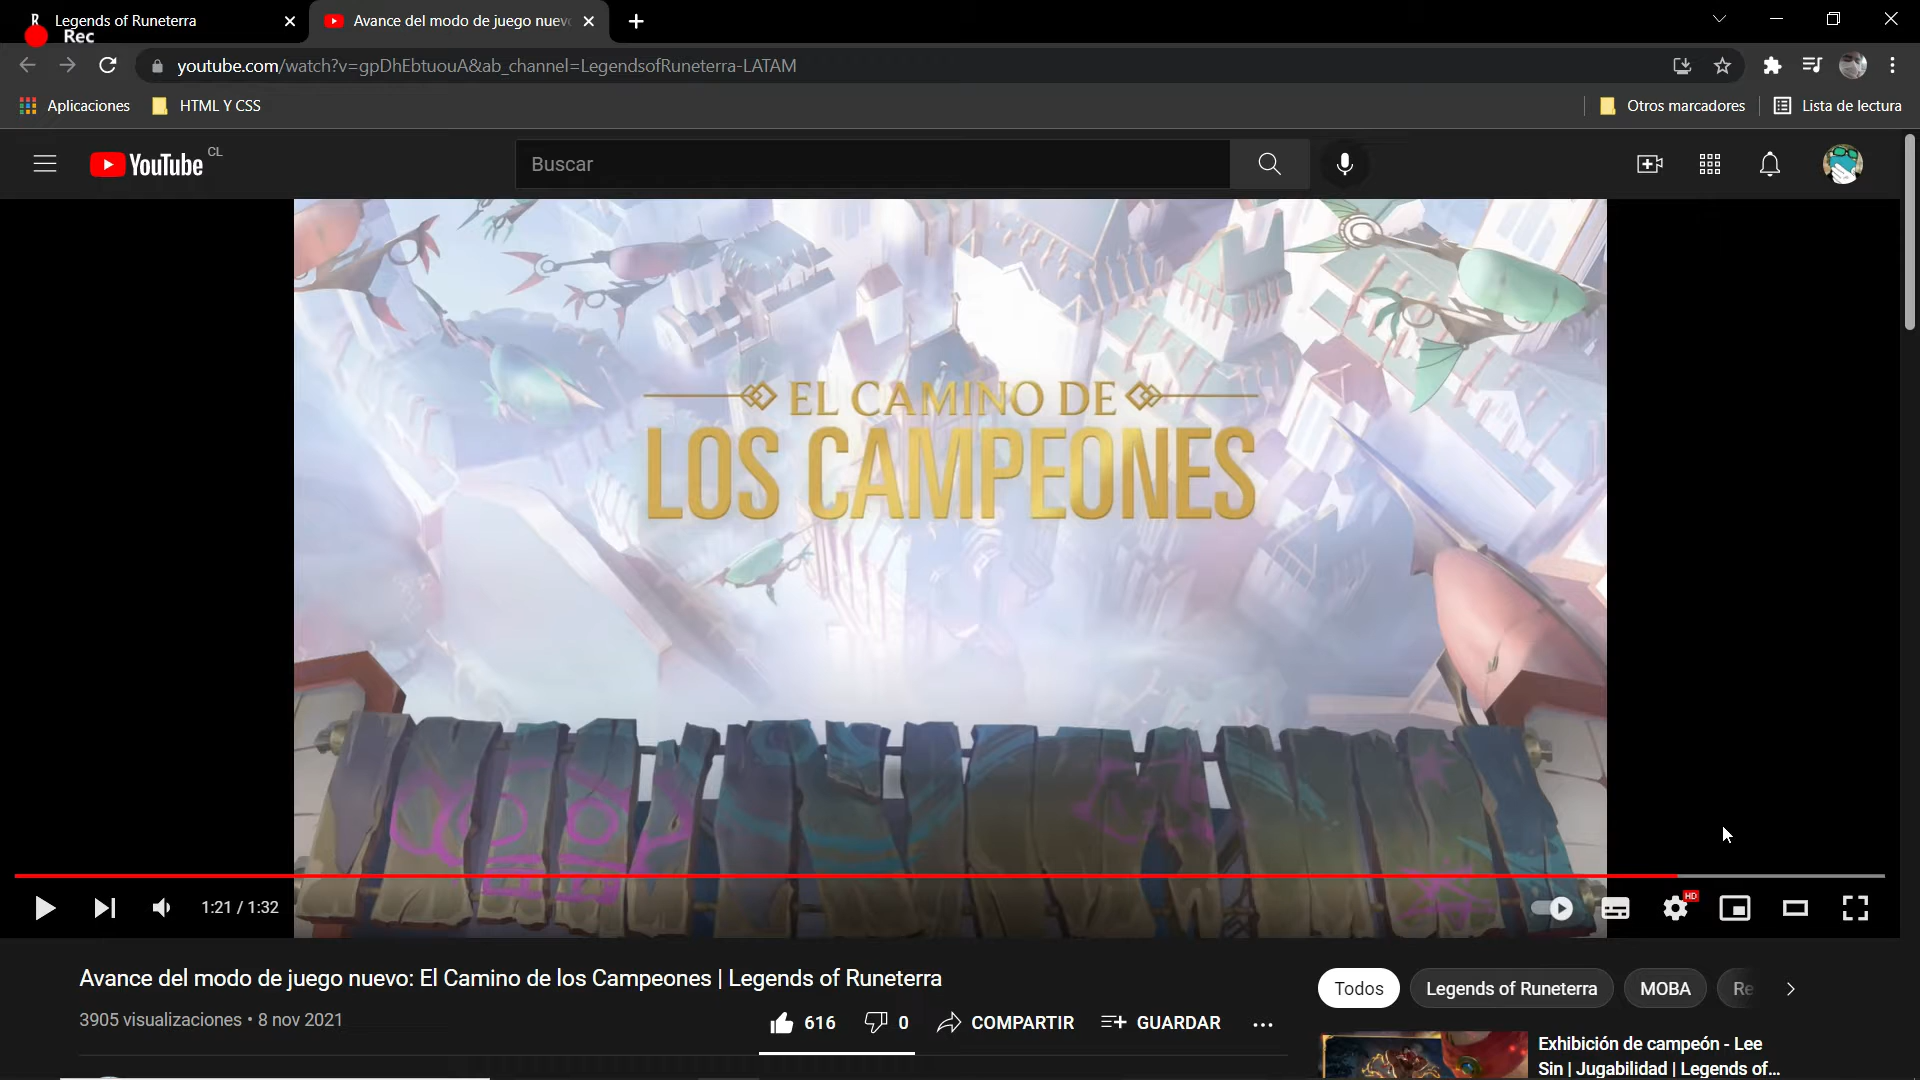 Legends of Runeterra
Avance del modo de juego nuev
Rec
youtube.com/watch?v=gpDhEbtuouA&ab_channel=LegendsofRuneterra-LATAM
Aplicaciones
HTML Y CSS
Otros marcadores
Lista de lectura
YouTube CL
Buscar
EL CAMINO DE
LOS CAMPEONES
1:21 / 1:32
HD
Avance del modo de juego nuevo: El Camino de los Campeones | Legends of Runeterra
3905 visualizaciones • 8 nov 2021
616
0
COMPARTIR
GUARDAR
Todos
Legends of Runeterra
MOBA
Re
Exhibición de campeón - Lee
Sin | Jugabilidad | Legends of...